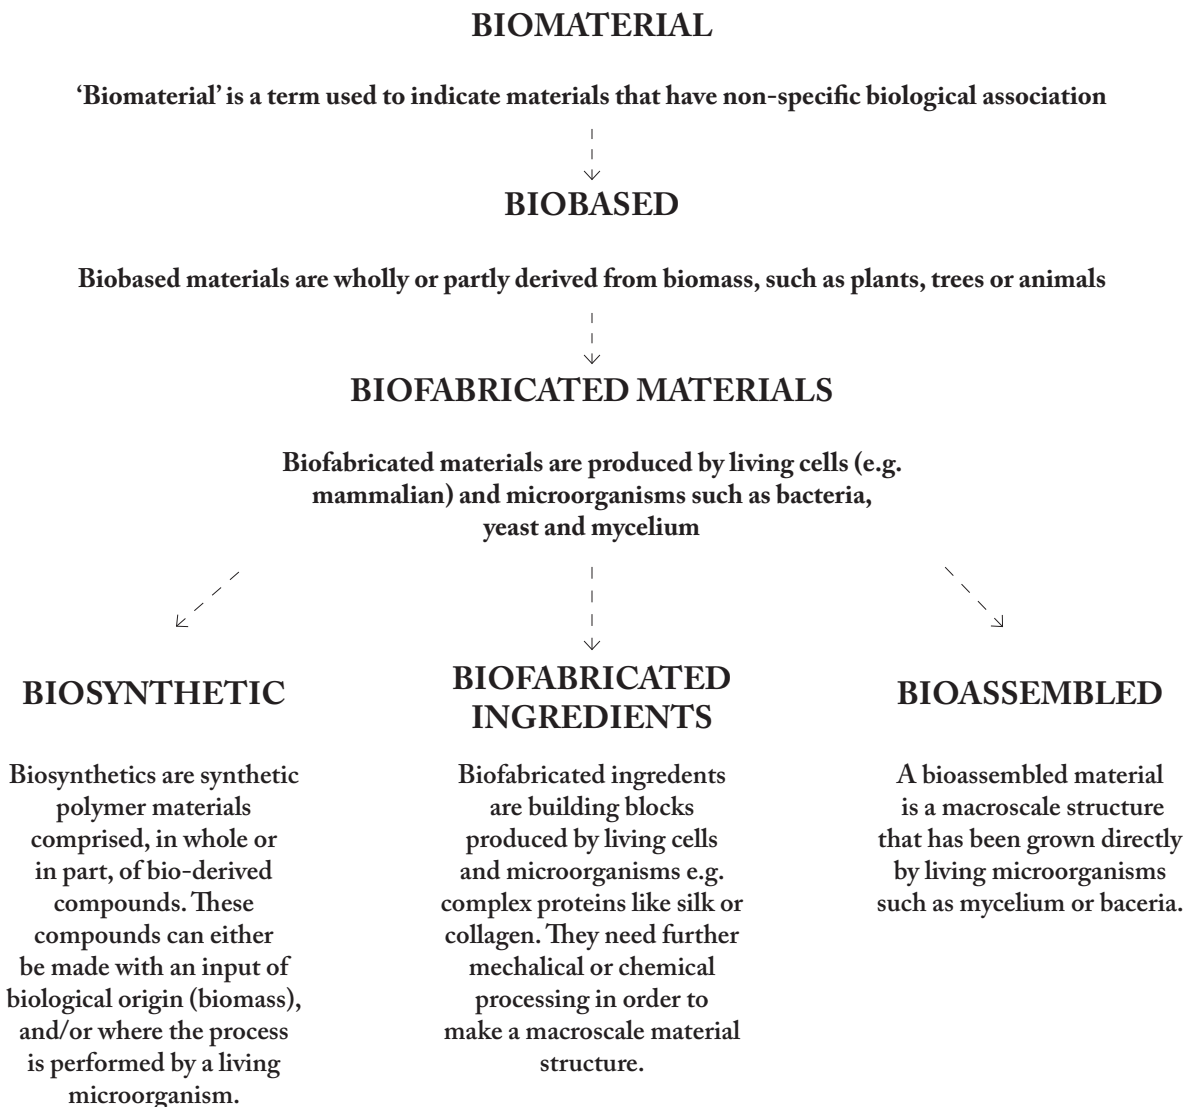 BIOMATERIAL
‘Biomaterial’ is a term used to indicate materials that have non-specific biological association
BIOBASED
Biobased materials are wholly or partly derived from biomass, such as plants, trees or animals
BIOFABRICATED MATERIALS
Biofabricated materials are produced by living cells (e.g.
mammalian) and microorganisms such as bacteria,
yeast and mycelium
BIOSYNTHETIC
Biosynthetics are synthetic
polymer materials
comprised, in whole or
in part, of bio-derived
compounds. These
compounds can either
be made with an input of
biological origin (biomass),
and/or where the process
is performed by a living
microorganism.
BIOFABRICATED
INGREDIENTS
Biofabricated ingredents
are building blocks
produced by living cells
and microorganisms e.g.
complex proteins like silk or
collagen. They need further
mechalical or chemical
processing in order to
make a macroscale material
structure.
BIOASSEMBLED
A bioassembled material
is a macroscale structure
that has been grown directly
by living microorganisms
such as mycelium or baceria.